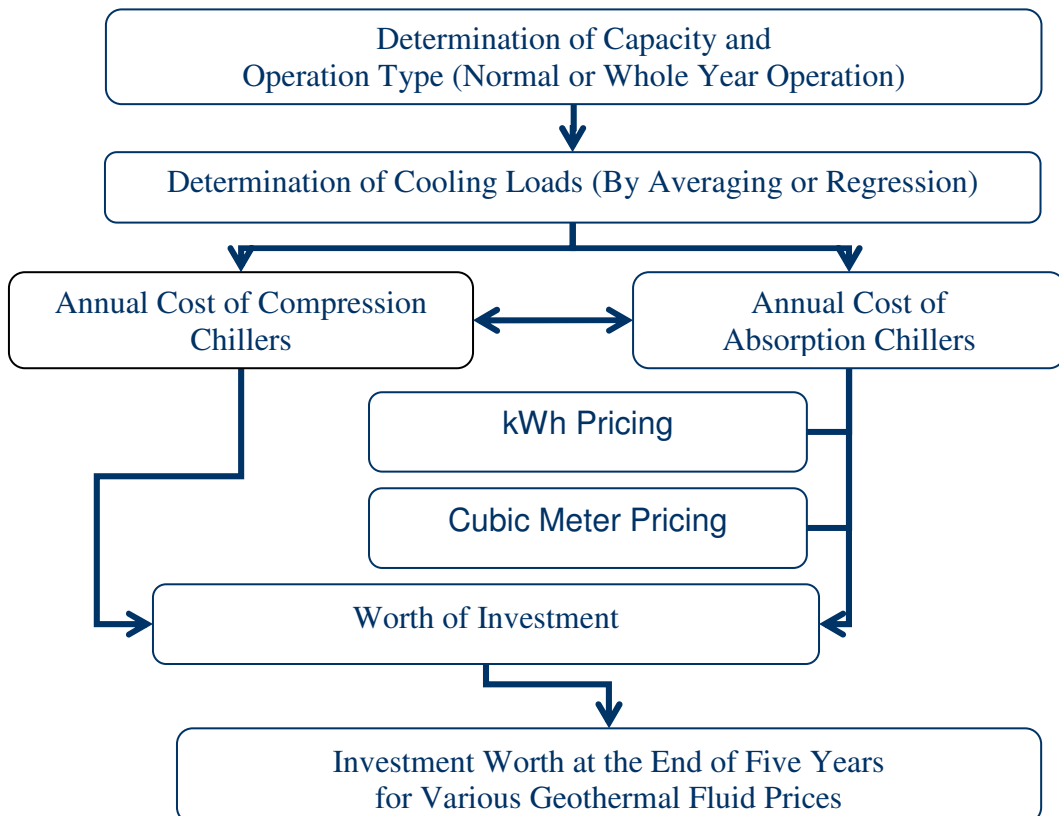 Determination of Capacity and
Operation Type (Normal or Whole Year Operation)
Determination of Cooling Loads (By Averaging or Regression)
Annual Cost of Compression
Chillers
Annual Cost of
Absorption Chillers
kWh Pricing
Cubic Meter Pricing
Worth of Investment
Investment Worth at the End of Five Years
for Various Geothermal Fluid Prices